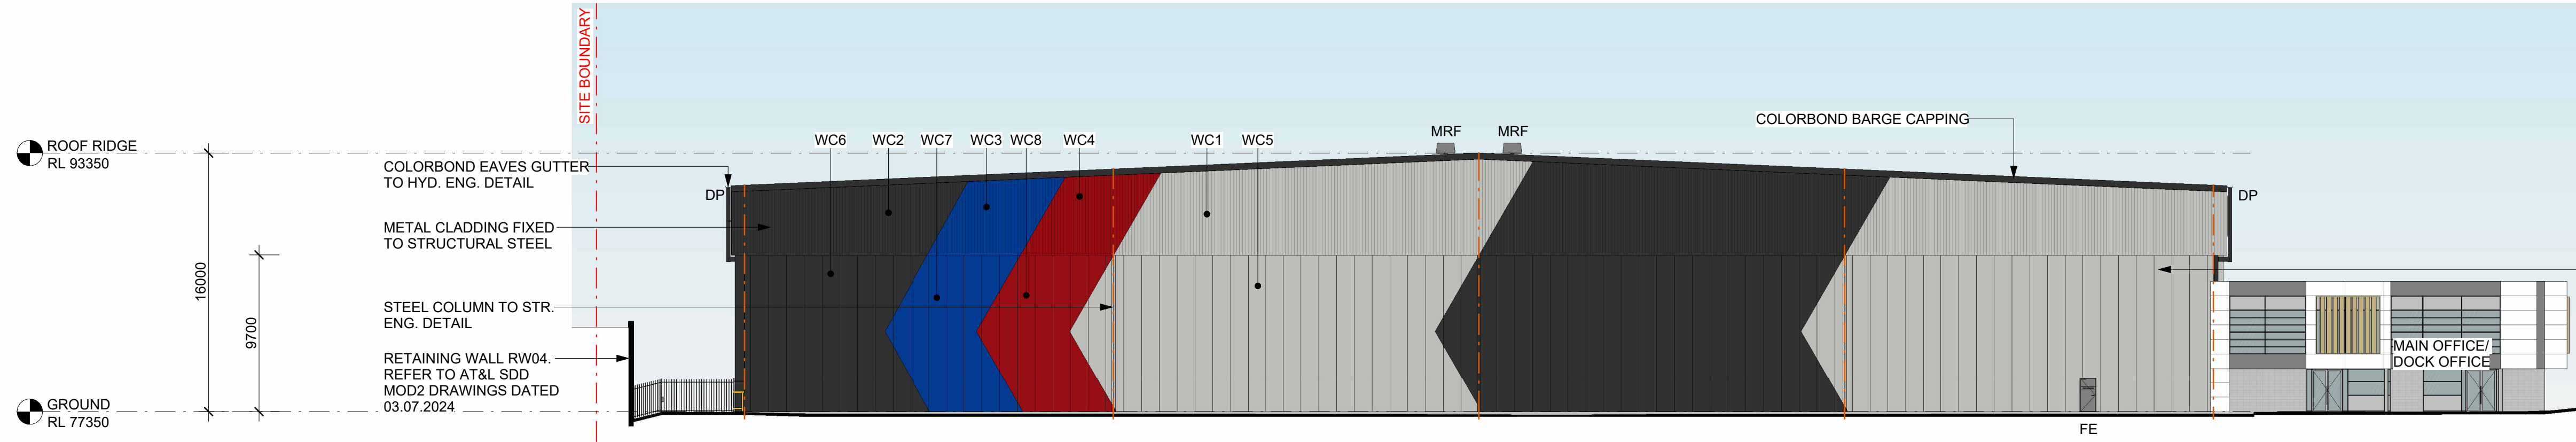 SITE BOUNDARY
ROOF RIDGE
RL 93350
COLORBOND EAVES GUTTER
TO HYD. ENG. DETAIL
DP
METAL CLADDING FIXED
TO STRUCTURAL STEEL
STEEL COLUMN TO STR.
ENG. DETAIL
RETAINING WALL RW04.
REFER TO AT&L SDD
MOD2 DRAWINGS DATED
03.07.2024
16000
9700
GROUND
RL 77350
WC6
WC2
WC7
WC3
WC8
WC4
WC1
WC5
MRF
MRF
COLORBOND BARGE CAPPING
DP
MAIN OFFICE/
DOCK OFFICE
FE